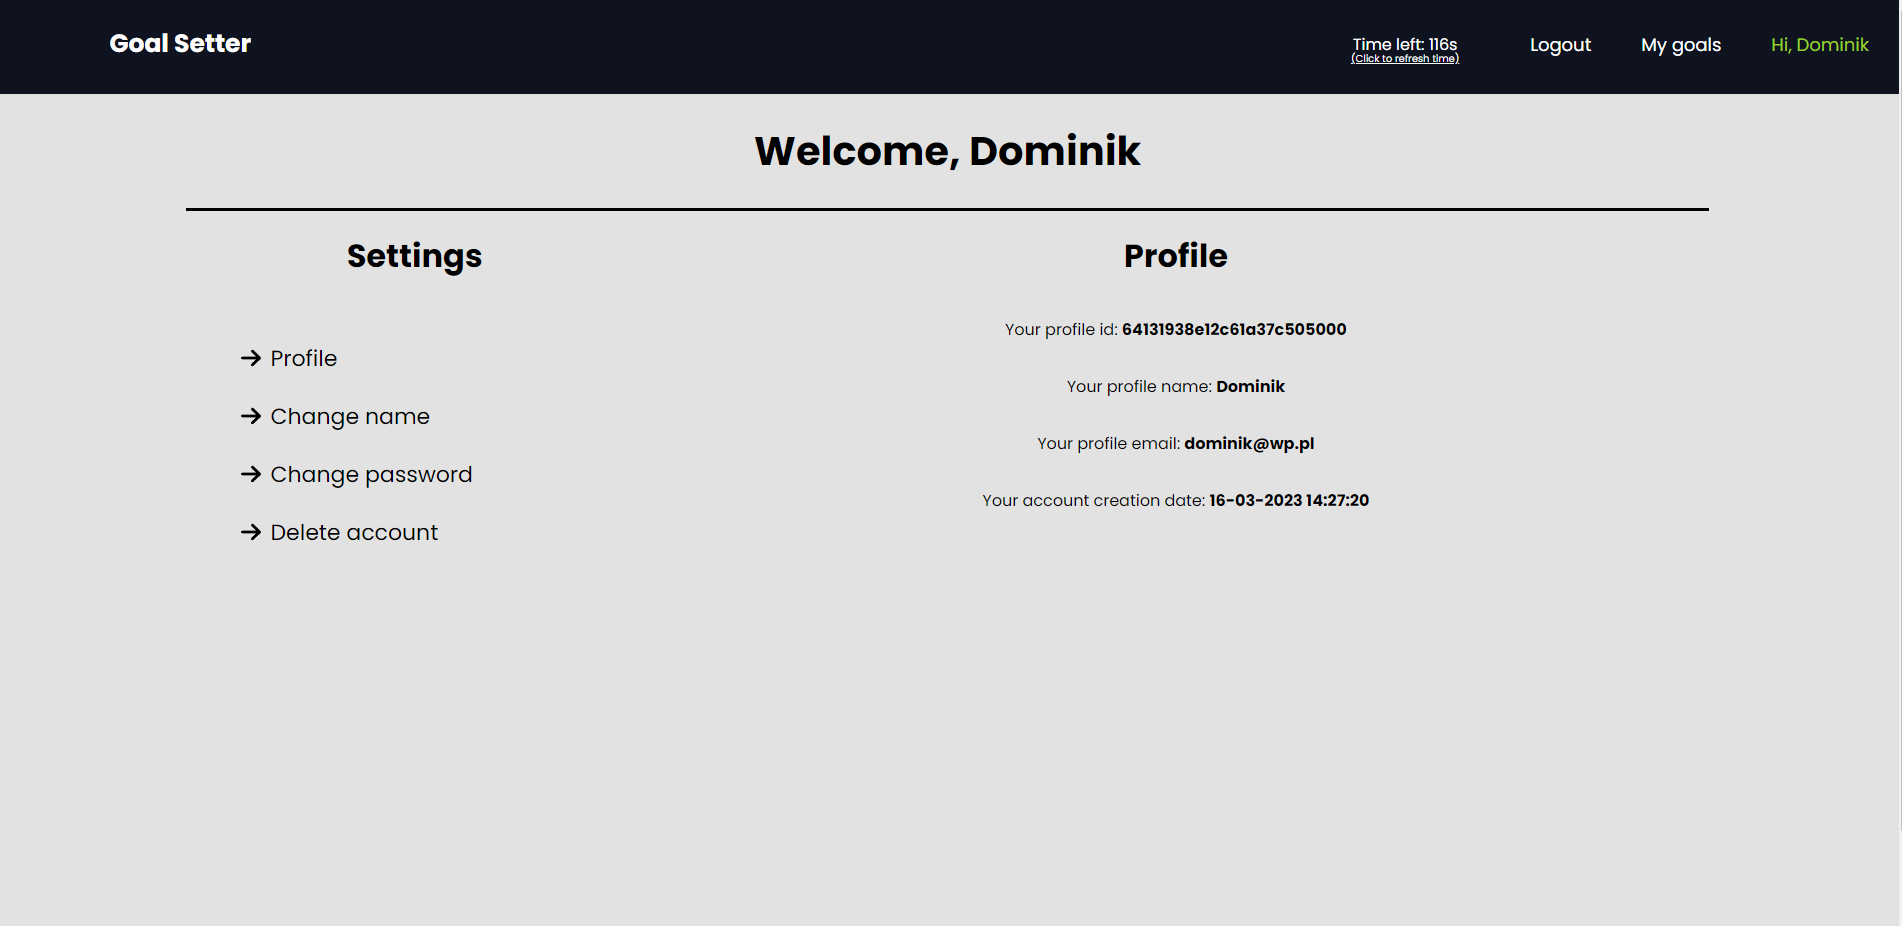 Goal Setter
Time left: 116s
(Click to refresh time)
Logout
My goals
Hi, Dominik
Welcome, Dominik
Settings
Profile
Change name
Change password
Delete account
Profile
Your profile id: 64131938e12c61a37c505000
Your profile name: Dominik
Your profile email: dominik@wp.pl
Your account creation date: 16-03-2023 14:27:20